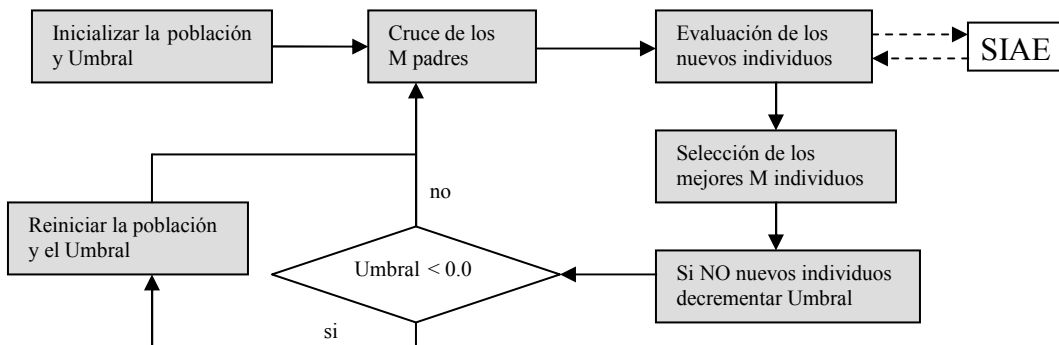 Inicializar la población
y Umbral
Cruce de los
M padres
Evaluación de los
nuevos individuos
SIAE
Selección de los
mejores M individuos
Si NO nuevos individuos
decrementar Umbral
Umbral < 0.0
no
si
Reiniciar la población
y el Umbral